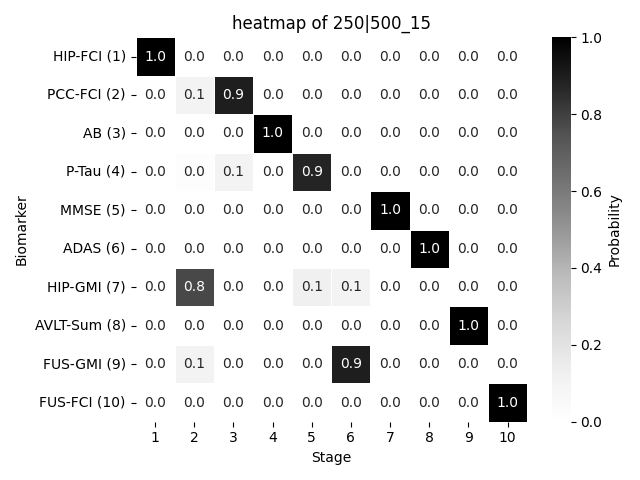 heatmap of 250|500_15
HIP-FCI (1) 1.0 0.0 0.0 0.0 0.0 0.0 0.0 0.0 0.0 0.0
PCC-FCI (2) 0.0 0.1 0.9 0.0 0.0 0.0 0.0 0.0 0.0 0.0
AB (3) 0.0 0.0 0.0 1.0 0.0 0.0 0.0 0.0 0.0 0.0
P-Tau (4) 0.0 0.0 0.1 0.0 0.9 0.0 0.0 0.0 0.0 0.0
MMSE (5) 0.0 0.0 0.0 0.0 0.0 0.0 1.0 0.0 0.0 0.0
ADAS (6) 0.0 0.0 0.0 0.0 0.0 0.0 0.0 1.0 0.0 0.0
HIP-GMI (7) 0.0 0.8 0.0 0.0 0.1 0.1 0.0 0.0 0.0 0.0
AVLT-Sum (8) 0.0 0.0 0.0 0.0 0.0 0.0 0.0 0.0 1.0 0.0
FUS-GMI (9) 0.0 0.1 0.0 0.0 0.0 0.9 0.0 0.0 0.0 0.0
FUS-FCI (10) 0.0 0.0 0.0 0.0 0.0 0.0 0.0 0.0 0.0 1.0
1 2 3 4 5 6 7 8 9 10
Stage
Biomarker
1.0
0.8
0.6
0.4
0.2
0.0
Probability